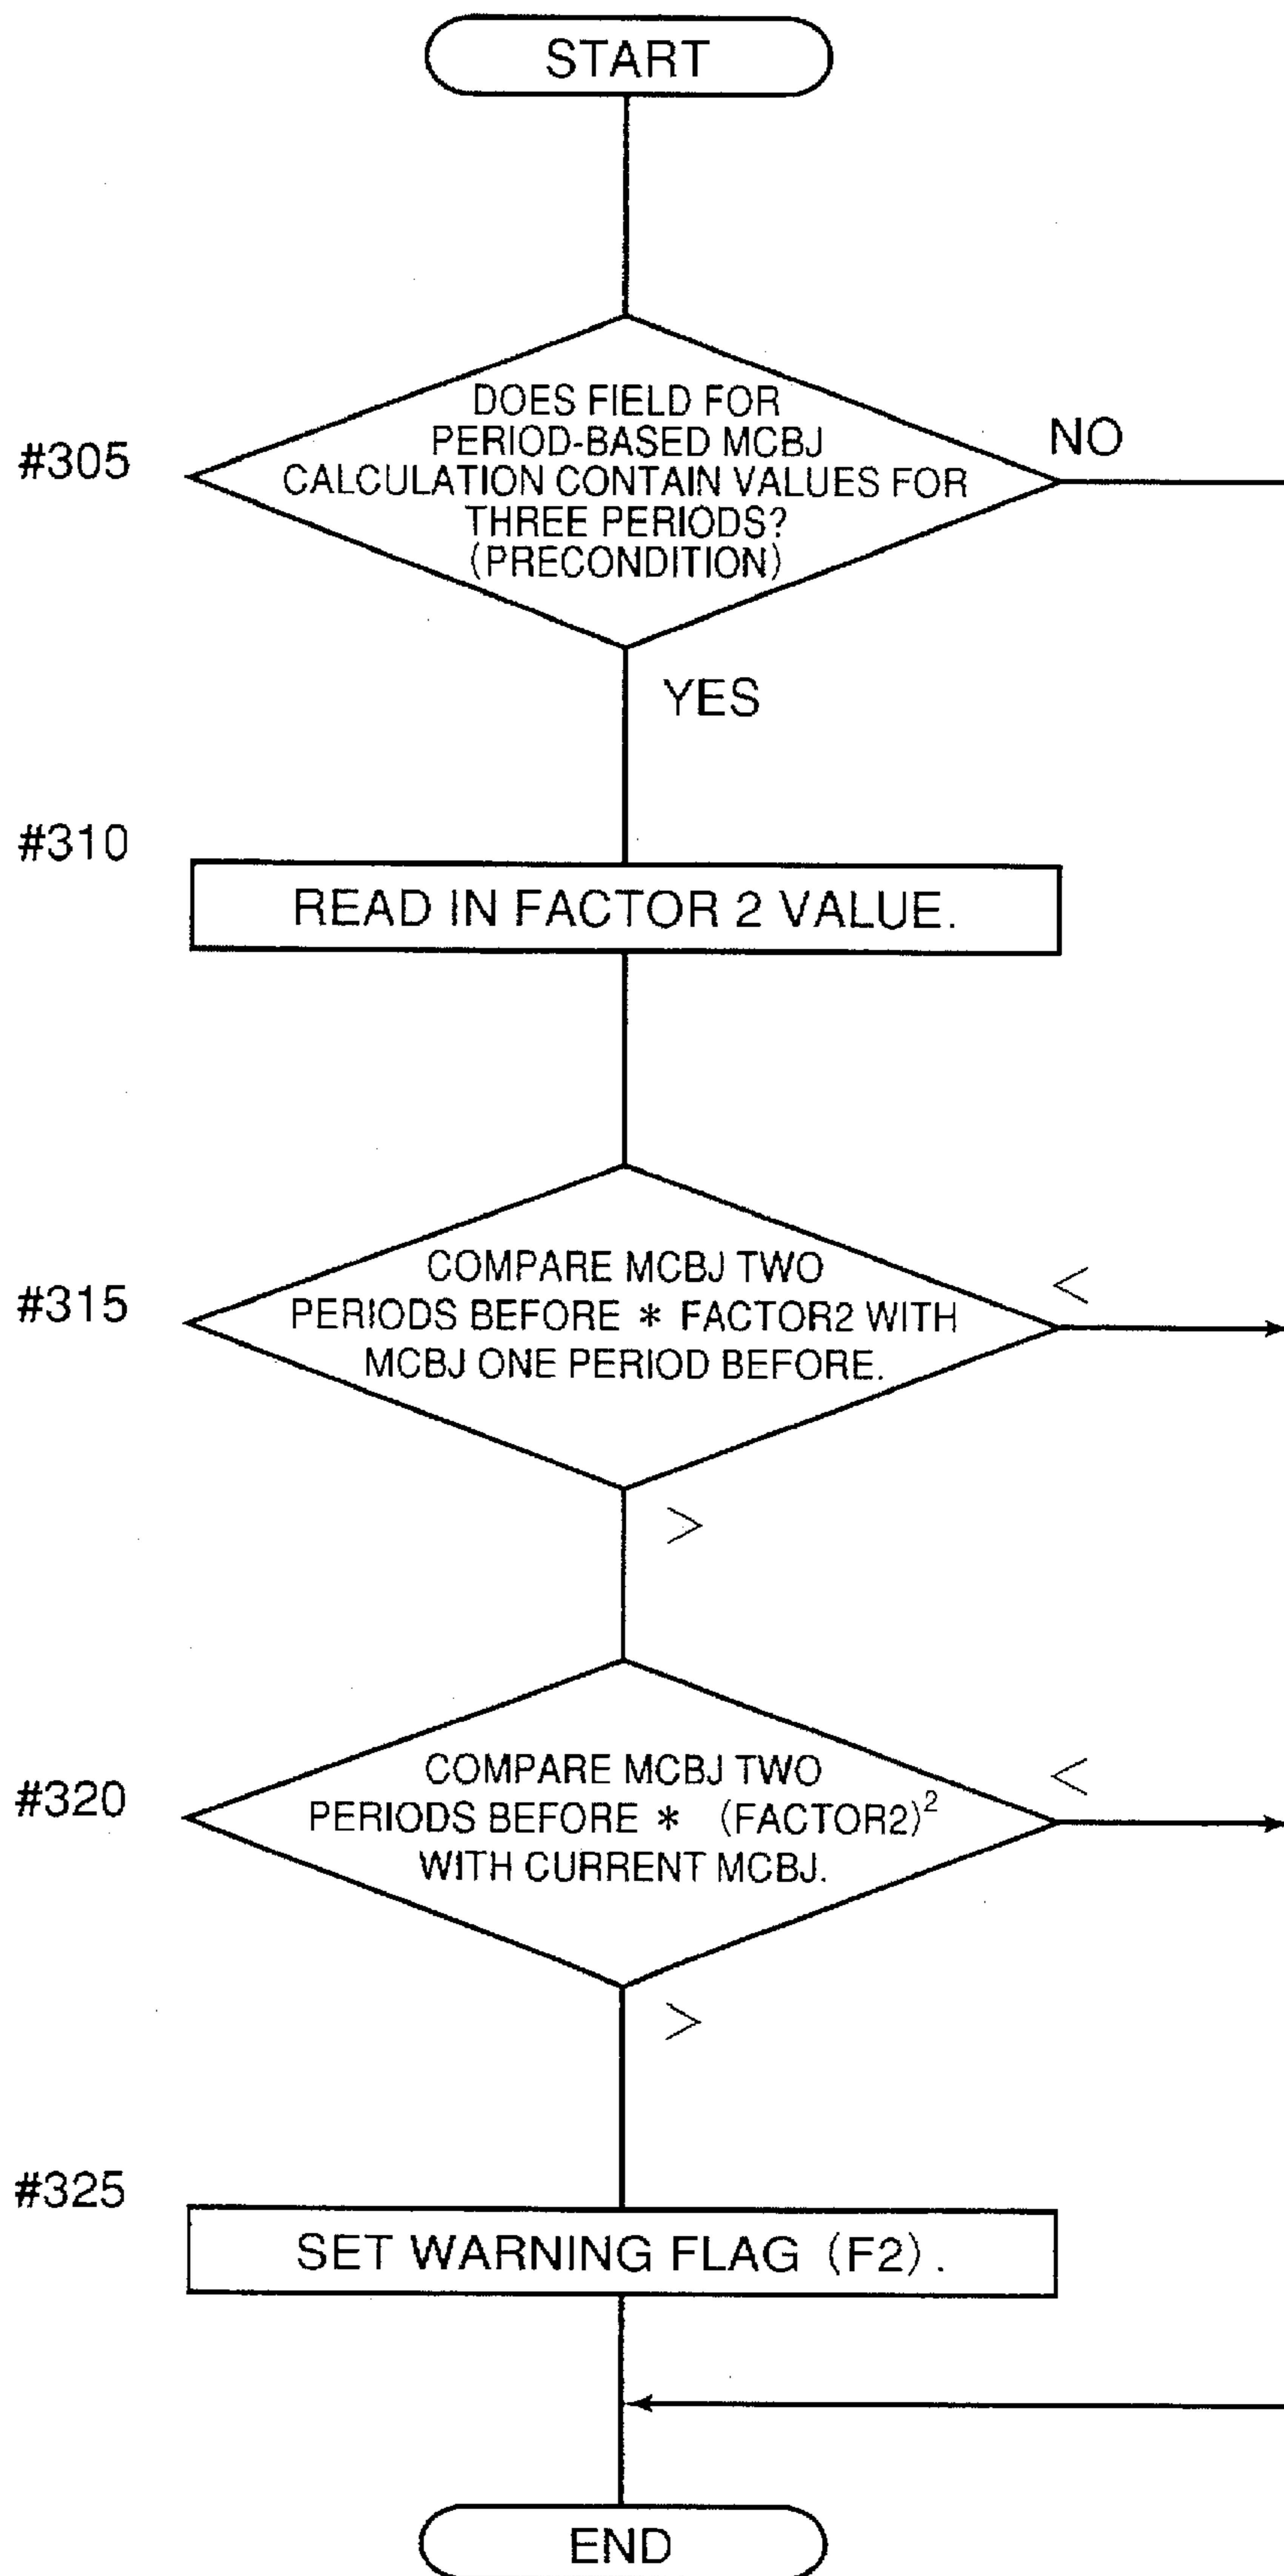 START
#305
DOES FIELD FOR
PERIOD-BASED MCBJ
CALCULATION CONTAIN VALUES FOR
THREE PERIODS?
(PRECONDITION)
NO
YES
#310
READ IN FACTOR 2 VALUE.
#315
COMPARE MCBJ TWO
PERIODS BEFORE * FACTOR2 WITH
MCBJ ONE PERIOD BEFORE.
<
>
#320
COMPARE MCBJ TWO
PERIODS BEFORE * (FACTOR2)²
WITH CURRENT MCBJ.
<
>
#325
SET WARNING FLAG (F2).
END